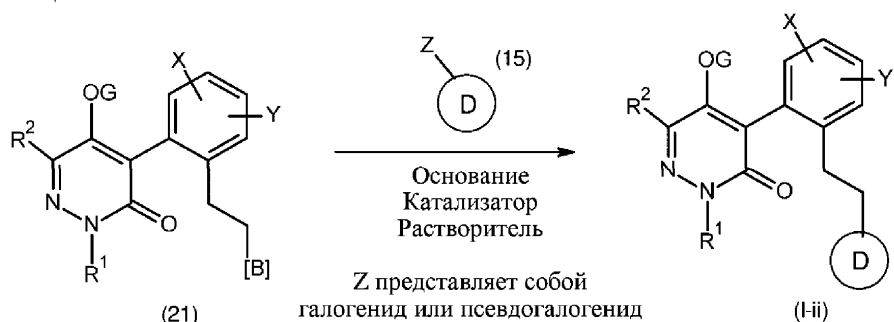 X
OG
R²
Y
N
N
O
R¹
[B]
(21)
Z
(15)
D
Основание
Катализатор
Растворитель
Z представляет собой
галогенид или псевдогалогенид
X
OG
R²
Y
N
N
O
R¹
D
(I-ii)